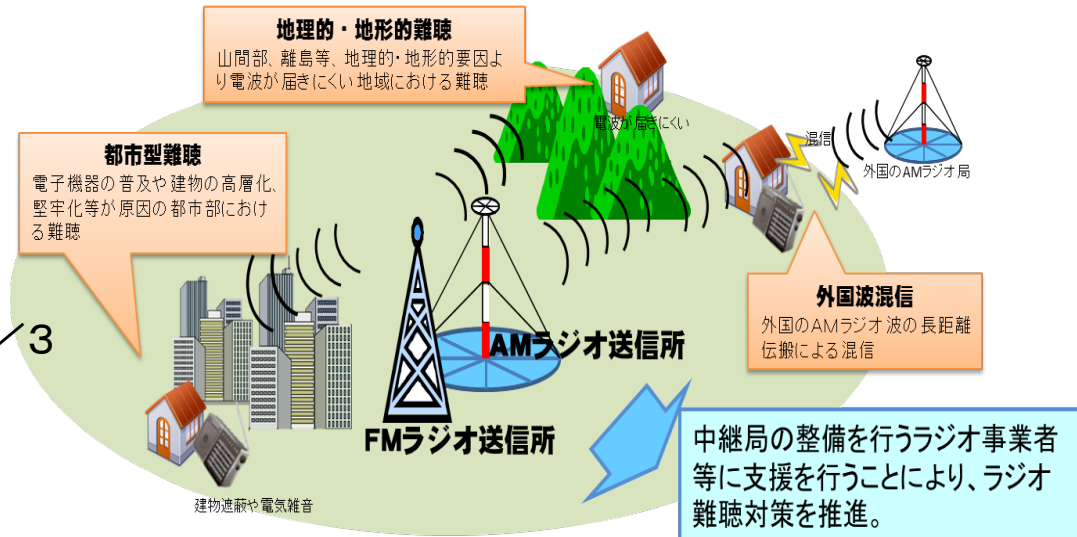 地理的・地形的難聴
山間部、離島等、地理的・地形的要因よ
り電波が届きにくい地域における難聴
電波が届きにくい
混信
外国のAMラジオ局
都市型難聴
電子機器の普及や建物の高層化、
堅牢化等が原因の都市部におけ
る難聴
外国波混信
外国のAMラジオ波の長距離
伝搬による混信
／3
AMラジオ送信所
FMラジオ送信所
建物遮蔽や電気雑音
中継局の整備を行うラジオ事業者
等に支援を行うことにより、ラジオ
難聴対策を推進。